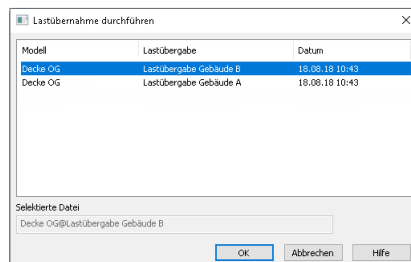 Lastübernahme durchführen
Modell Lastübergabe Datum
Decke OG Lastübergabe Gebäude B 18.08.18 10:43
Decke OG Lastübergabe Gebäude A 18.08.18 10:43
Selektierte Datei
Decke OG@Lastübergabe Gebäude B
OK Abbrechen Hilfe